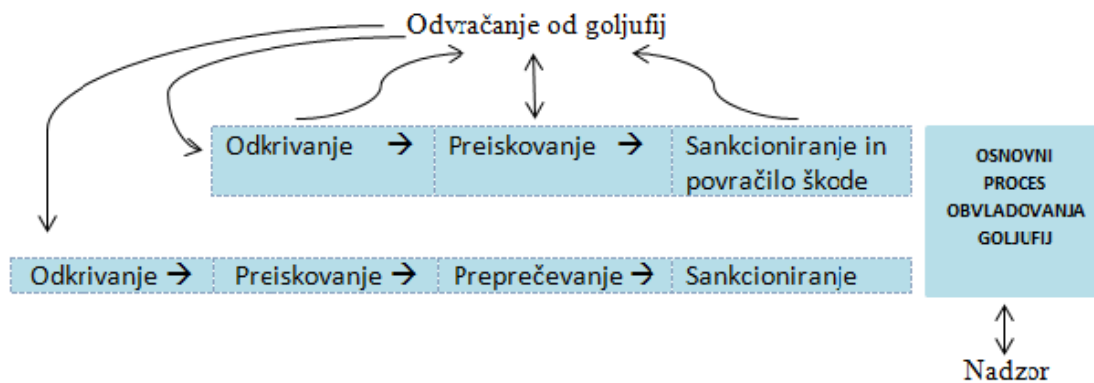 Odvračanje od goljufij
Odkrivanje → Preiskovanje → Sankcioniranje in
povračilo škode
OSNOVNI
PROCES
OBVLADOVANJA
GOLJUFIJ
Odkrivanje → Preiskovanje → Preprečevanje → Sankcioniranje
Nadzor